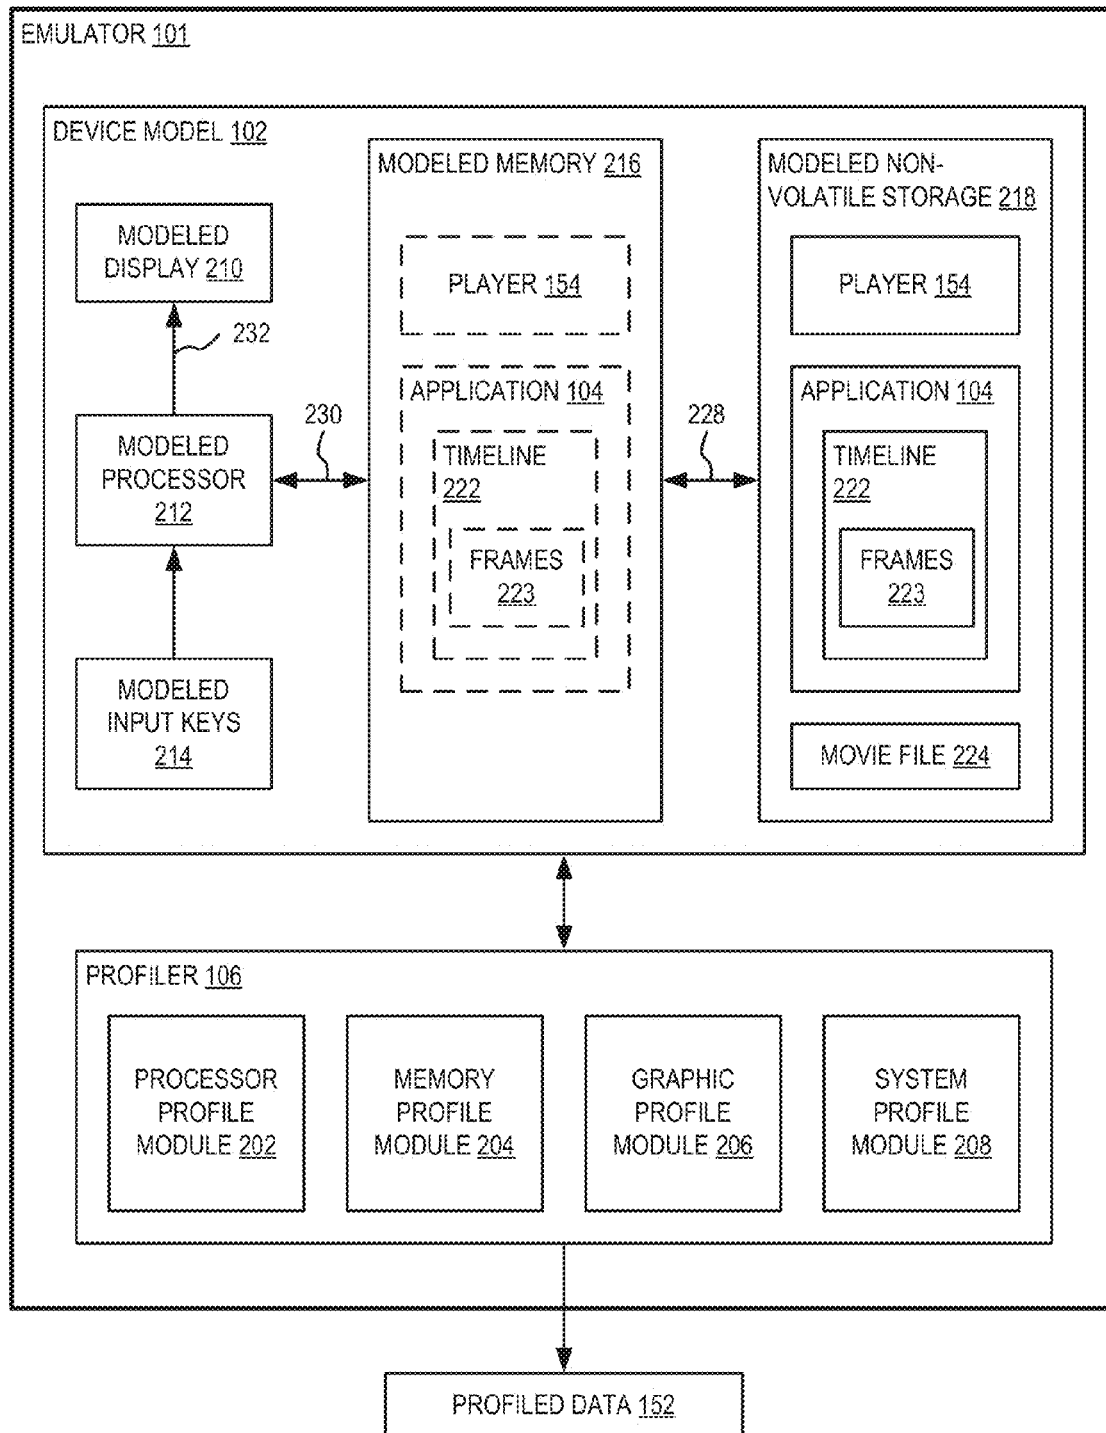 EMULATOR 101
DEVICE MODEL 102
MODELED
DISPLAY 210
232
MODELED
PROCESSOR
212
MODELED
INPUT KEYS
214
230
MODELED MEMORY 216
PLAYER 154
APPLICATION 104
TIMELINE
222
FRAMES
223
228
MODELED NON-
VOLATILE STORAGE 218
PLAYER 154
APPLICATION 104
TIMELINE
222
FRAMES
223
MOVIE FILE 224
PROFILER 106
PROCESSOR
PROFILE
MODULE 202
MEMORY
PROFILE
MODULE 204
GRAPHIC
PROFILE
MODULE 206
SYSTEM
PROFILE
MODULE 208
PROFILED DATA 152